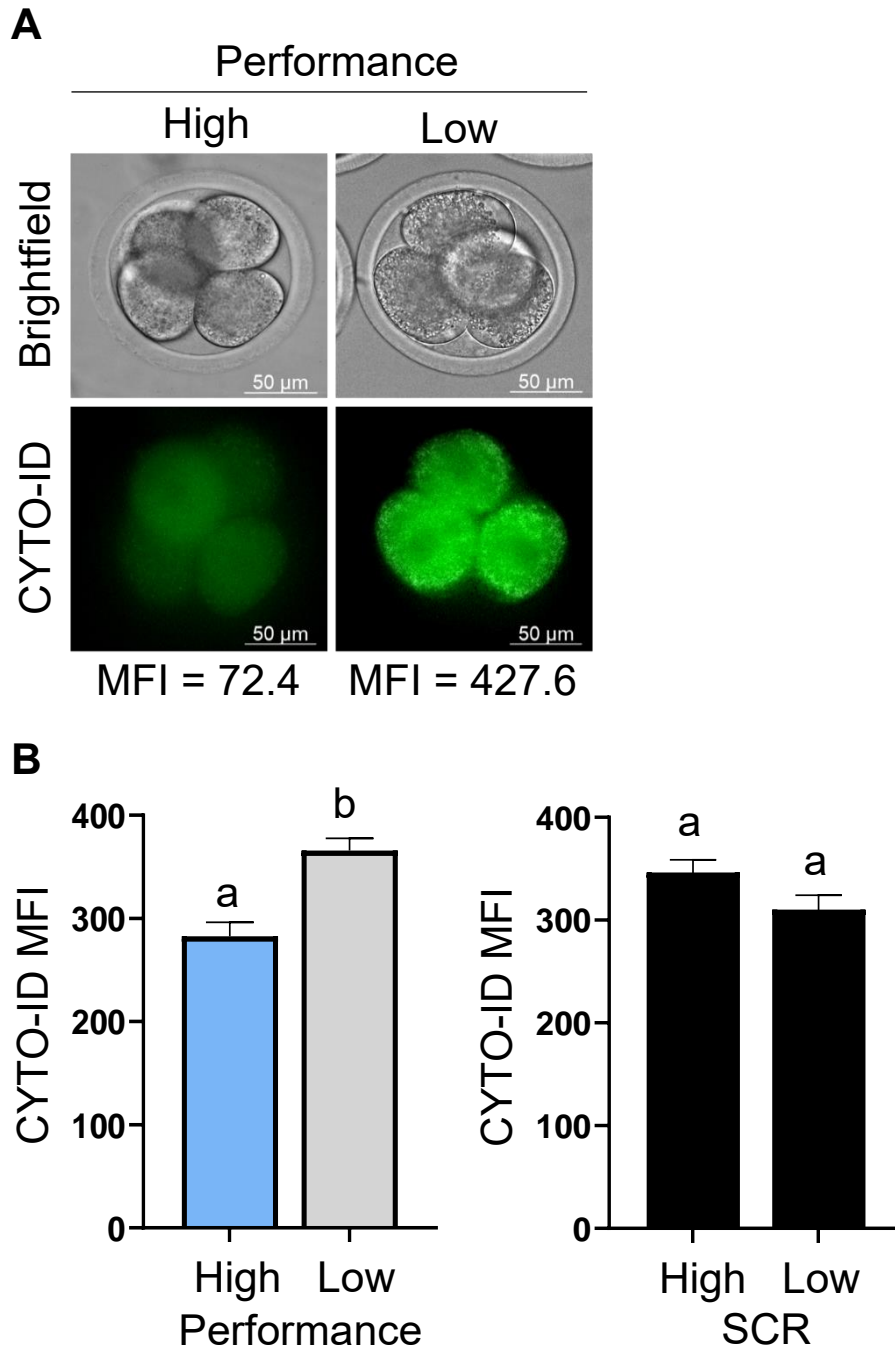 A
Performance
High Low
Brightfield
50 µm 50 µm
CYTO-ID
50 µm 50 µm
MFI = 72.4 MFI = 427.6
B
CYTO-ID MFI
400
300
200
100
0
a
b
High Low
Performance
CYTO-ID MFI
400
300
200
100
0
a
a
High Low
SCR